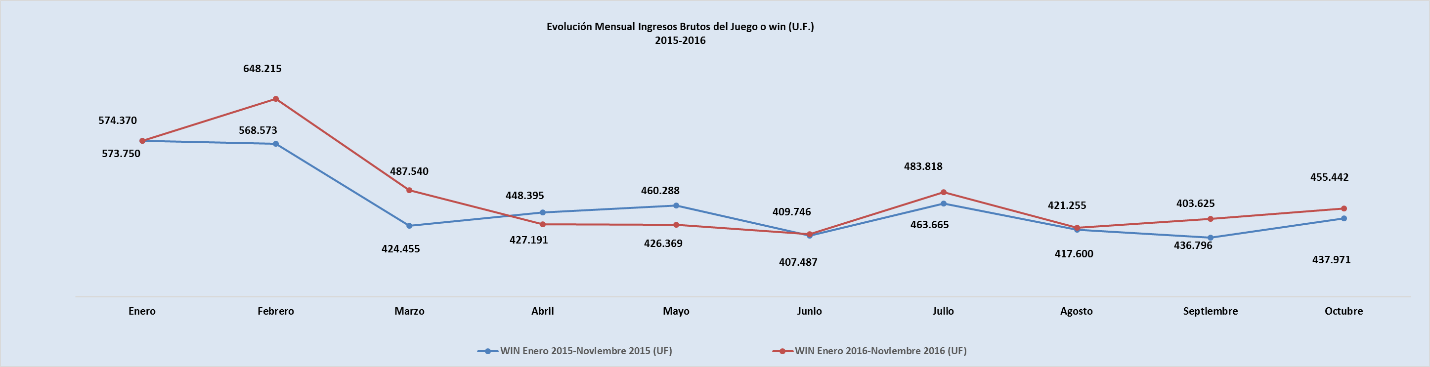 Evolución Mensual Ingresos Brutos del Juego o win (U.F.)
2015-2016
648.215
574.370
568.573
573.750
487.540
483.818
455.442
448.395
460.288
409.746
421.255
403.625
424.455
427.191
426.369
407.487
463.665
417.600
436.796
437.971
Enero
Febrero
Marzo
Abril
Mayo
Junio
Julio
Agosto
Septiembre
Octubre
WIN Enero 2015-Noviembre 2015 (UF)
WIN Enero 2016-Noviembre 2016 (UF)